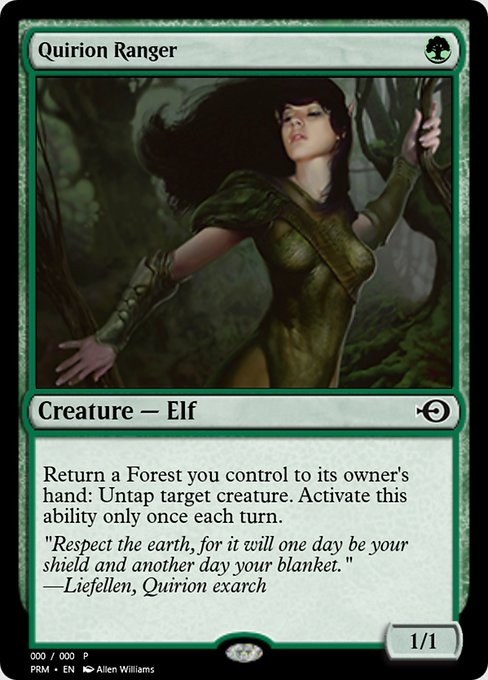 Quirion Ranger
Creature — Elf
Return a Forest you control to its owner's
hand: Untap target creature. Activate this
ability only once each turn.
"Respect the earth, for it will one day be your
shield and another day your blanket."
—Liefellen, Quirion exarch
1/1
000 / 000 P
PRM • EN Allen Williams